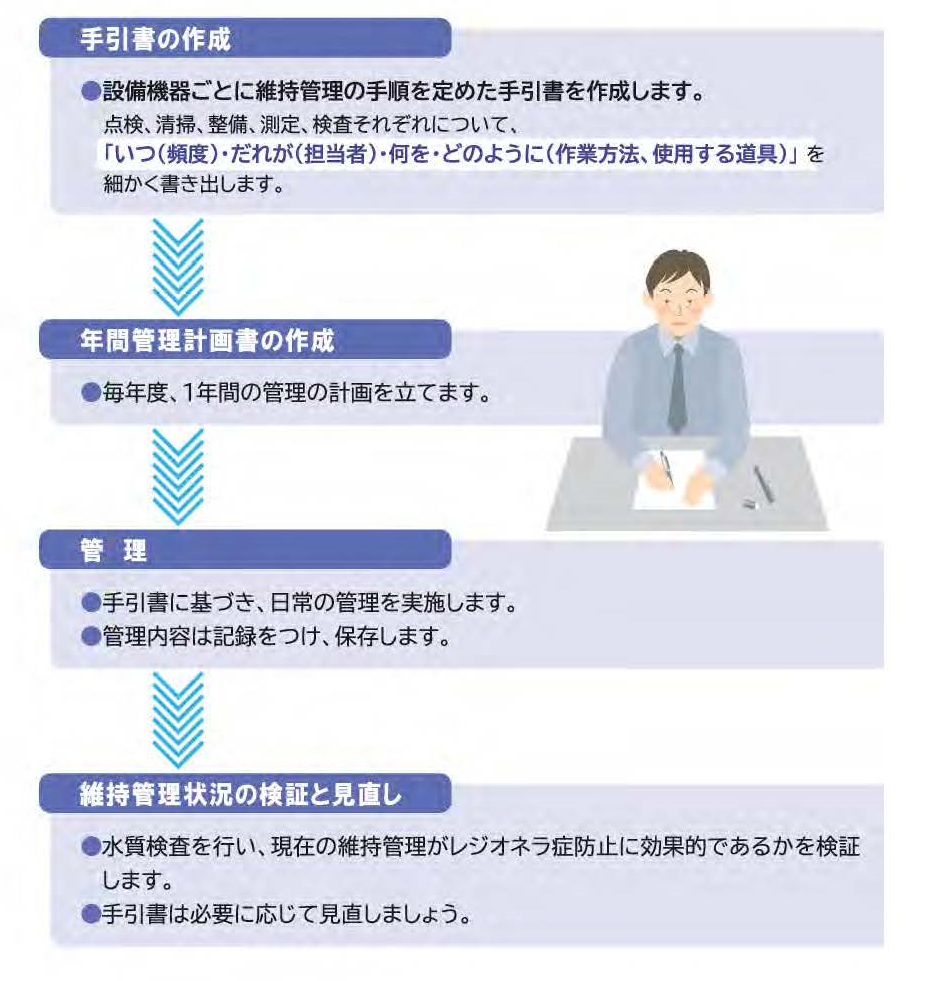 手引書の作成
●設備機器ごとに維持管理の手順を定めた手引書を作成します。
点検、清掃、整備、測定、検査それぞれについて、
「いつ(頻度)・だれが(担当者)・何を・どのように(作業方法、使用する道具)」を
細かく書き出します。
年間管理計画書の作成
●毎年度、1年間の管理の計画を立てます。
管　理
●手引書に基づき、日常の管理を実施します。
●管理内容は記録をつけ、保存します。
維持管理状況の検証と見直し
●水質検査を行い、現在の維持管理がレジオネラ症防止に効果的であるかを検証
します。
●手引書は必要に応じて見直しましょう。